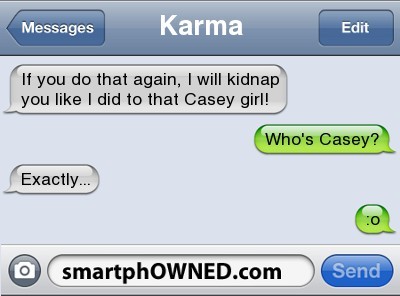 Messages
Karma
Edit
If you do that again, I will kidnap
you like I did to that Casey girl!
Who's Casey?
Exactly...
:o
smartphOWNED.com
Send